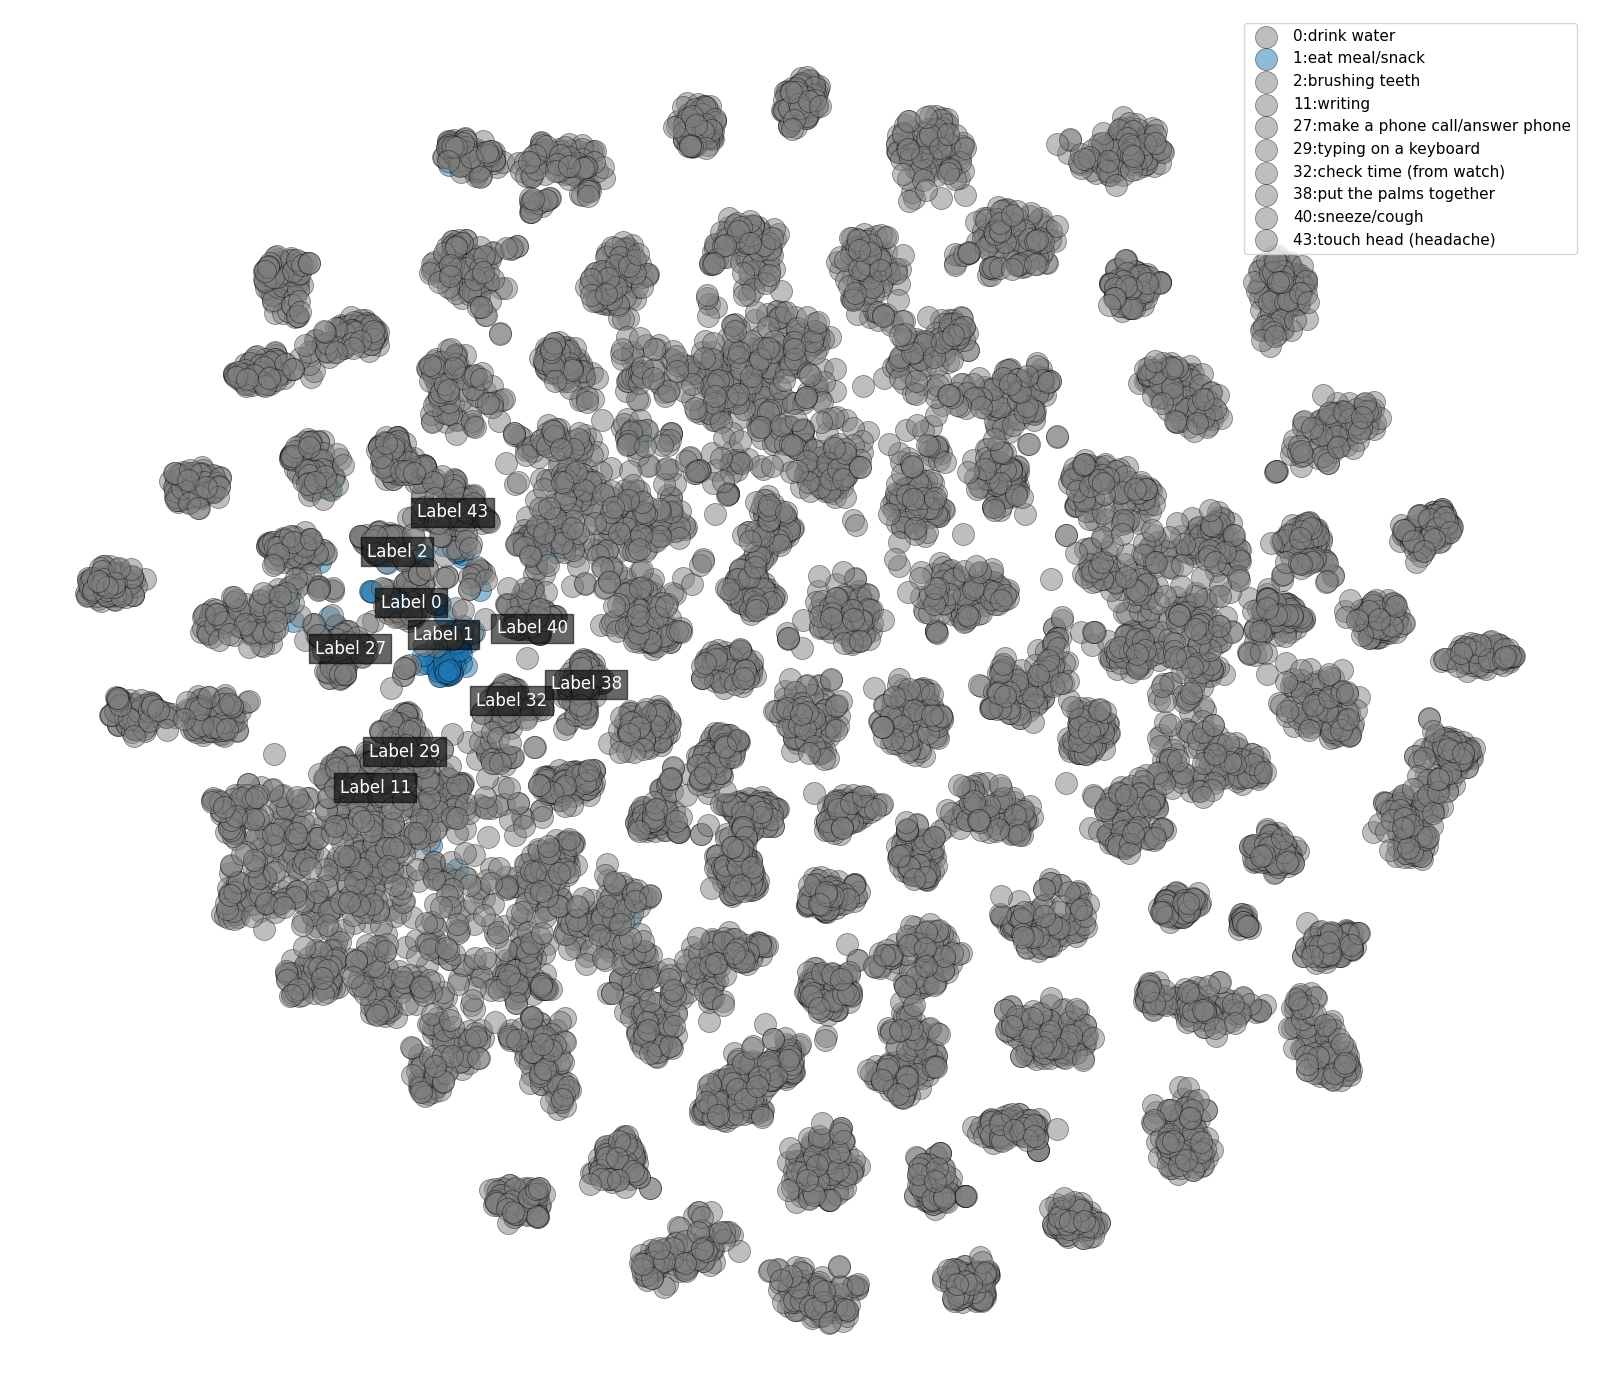 0:drink water
1:eat meal/snack
2:brushing teeth
11:writing
27:make a phone call/answer phone
29:typing on a keyboard
32:check time (from watch)
38:put the palms together
40:sneeze/cough
43:touch head (headache)
Label 43
Label 2
Label 0
Label 40
Label 1
Label 27
Label 38
Label 32
Label 29
Label 11